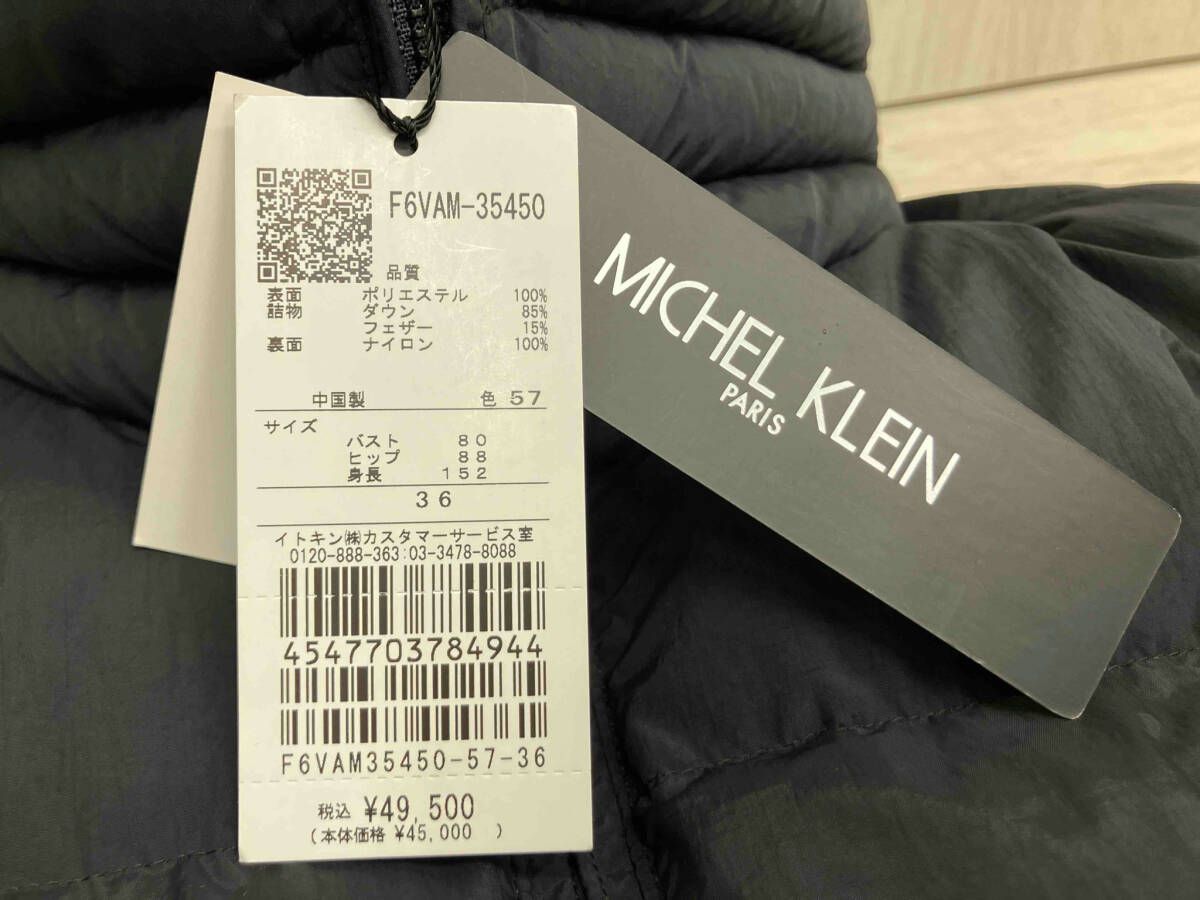 F6VAM-35450
品質
表面 ポリエステル 100%
詰物 ダウン 85%
フェザー 15%
裏面 ナイロン 100%
中国製 色 57
サイズ
バスト 80
ヒップ 88
身長 152
36
イトキン㈱カスタマーサービス室
0120-888-363:03-3478-8088
4547703784944
F6VAM35450-57-36
税込 ¥49,500
(本体価格 ¥45,000 )
MICHEL KLEIN
PARIS